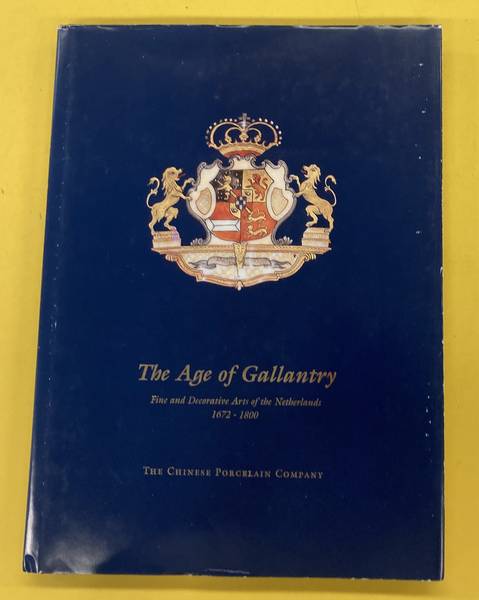 The Age of Gallantry
Fine and Decorative Arts of the Netherlands
1672 - 1800
THE CHINESE PORCELAIN COMPANY